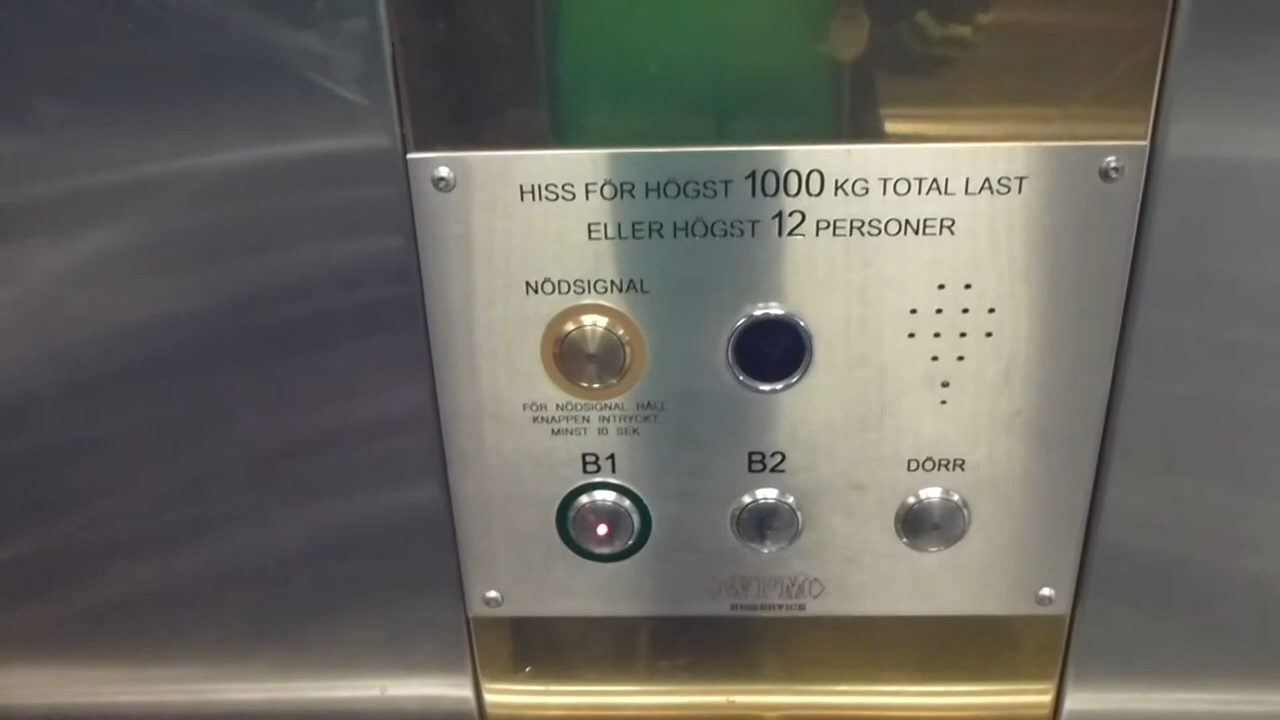 HISS FÖR HÖGST 1000 KG TOTAL LAST
ELLER HÖGST 12 PERSONER
NÖDSIGNAL
FÖR NÖDSIGNAL HÅLL
KNAPPEN INTRYCKT
MINST 10 SEK
B1
B2
DÖRR